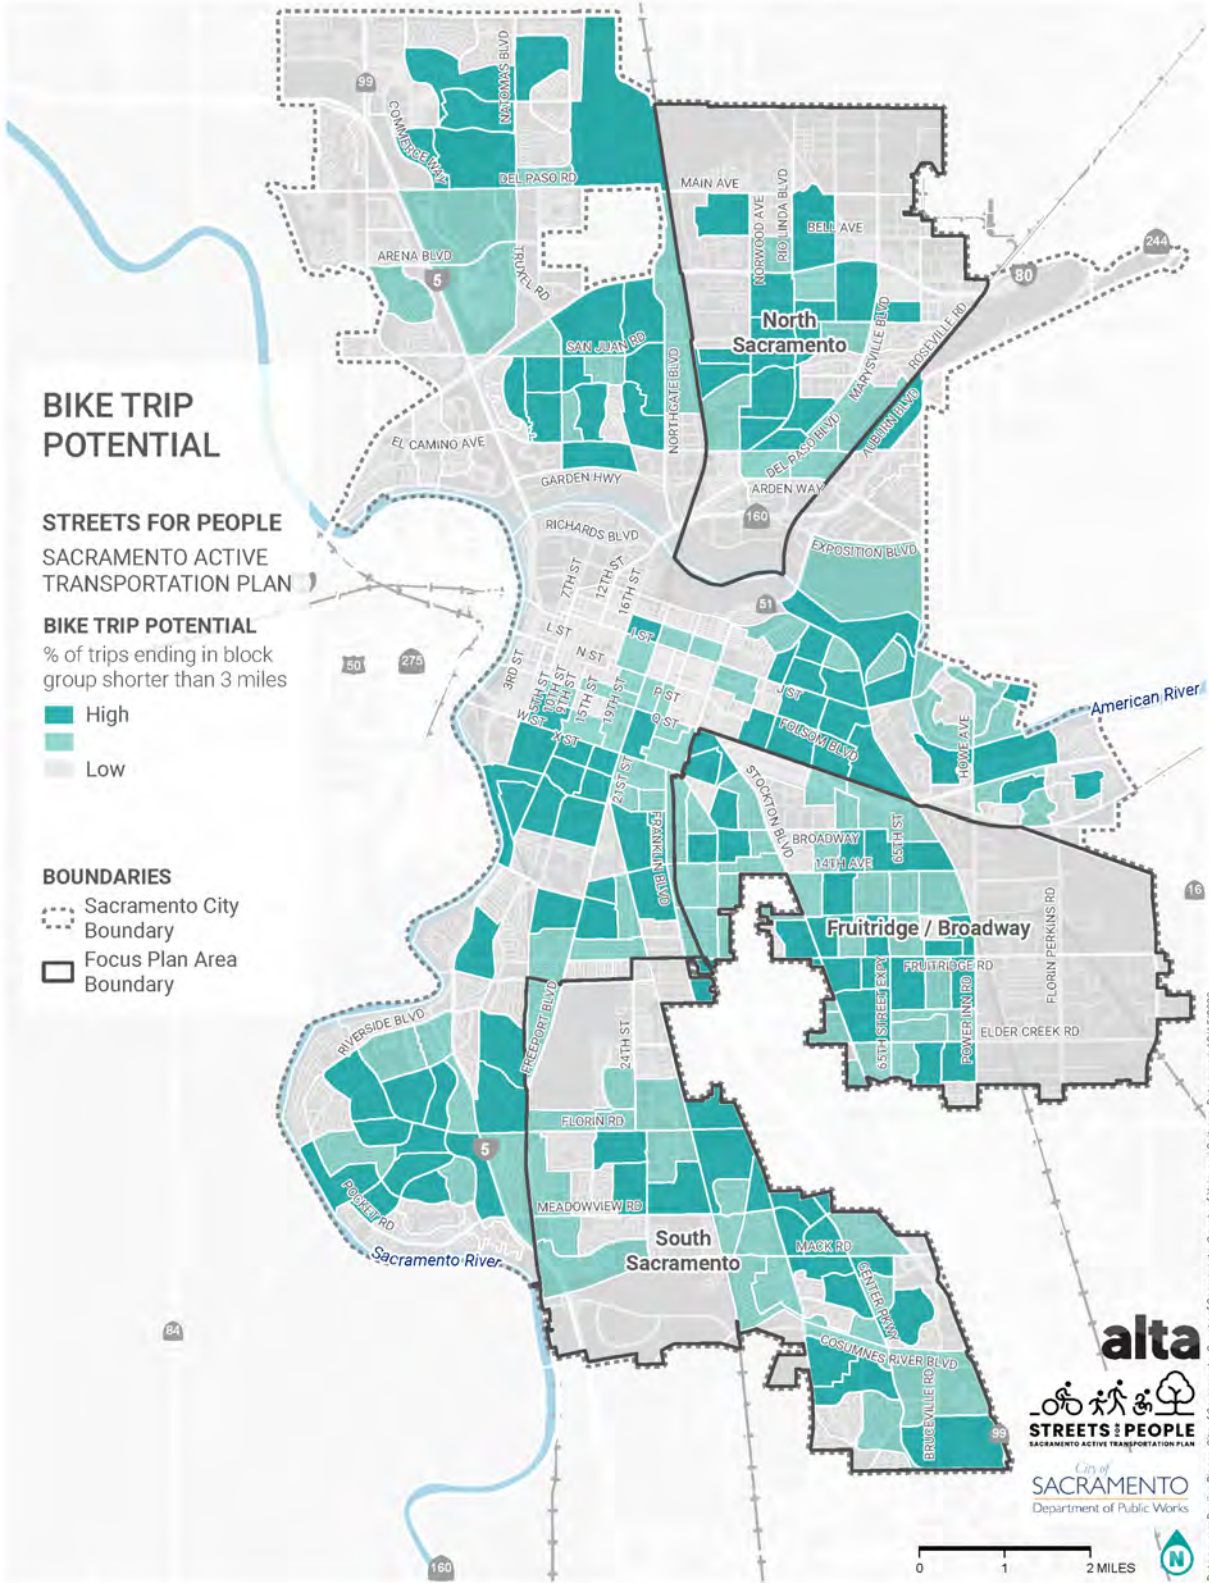 BIKE TRIP
POTENTIAL
STREETS FOR PEOPLE
SACRAMENTO ACTIVE
TRANSPORTATION PLAN
BIKE TRIP POTENTIAL
% of trips ending in block
group shorter than 3 miles
High
Low
BOUNDARIES
Sacramento City
Boundary
Focus Plan Area
Boundary
99
COMMERCE WAY
NATOMAS BLVD
DEL PASO RD
MAIN AVE
NORWOOD AVE
RIO LINDA BLVD
BELL AVE
ARENA BLVD
TRUXEL RD
5
244
80
North
Sacramento
SAN JUAN RD
NORTHGATE BLVD
MARYSVILLE BLVD
ROSEVILLE RD
AUBURN BLVD
DEL PASO BLVD
EL CAMINO AVE
GARDEN HWY
ARDEN WAY
160
RICHARDS BLVD
EXPOSITION BLVD
7TH ST
12TH ST
16TH ST
51
L ST
I ST
N ST
3RD ST
5TH ST
10TH ST
9TH ST
15TH ST
19TH ST
P ST
Q ST
J ST
W ST
X ST
21ST ST
FOLSOM BLVD
HOWE AVE
American River
50
275
STOCKTON BLVD
BROADWAY
14TH AVE
65TH ST
FRANKLIN BLVD
16
Fruitridge / Broadway
FRUITRIDGE RD
FLORIN PERKINS RD
65TH STREET EXPY
POWER INN RD
ELDER CREEK RD
RIVERSIDE BLVD
FREEPORT BLVD
24TH ST
FLORIN RD
5
POCKET RD
MEADOWVIEW RD
Sacramento River
South
Sacramento
MACK RD
CENTER PKWY
COSUMNES RIVER BLVD
BRUCEVILLE RD
99
84
160
alta
STREETS FOR PEOPLE
SACRAMENTO ACTIVE TRANSPORTATION PLAN
City of
SACRAMENTO
Department of Public Works
0 1 2 MILES
N